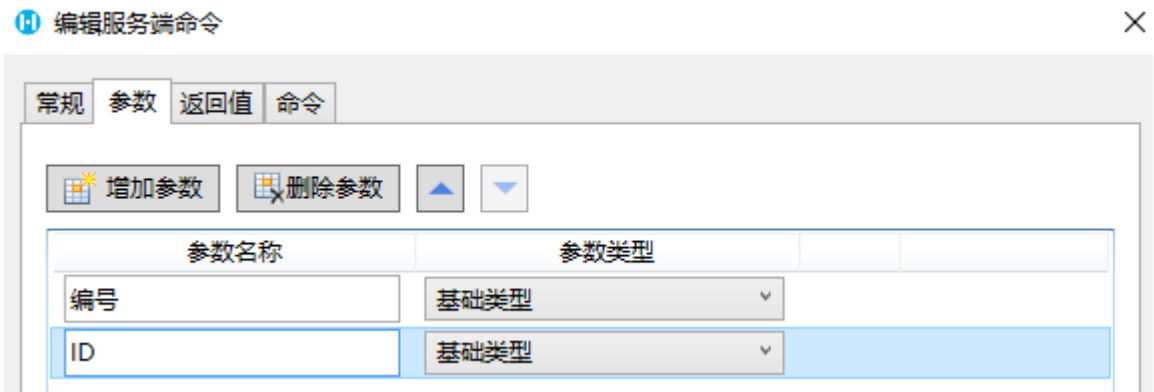 编辑服务端命令
常规 参数 返回值 命令
增加参数 删除参数
参数名称 参数类型
编号 基础类型
ID 基础类型